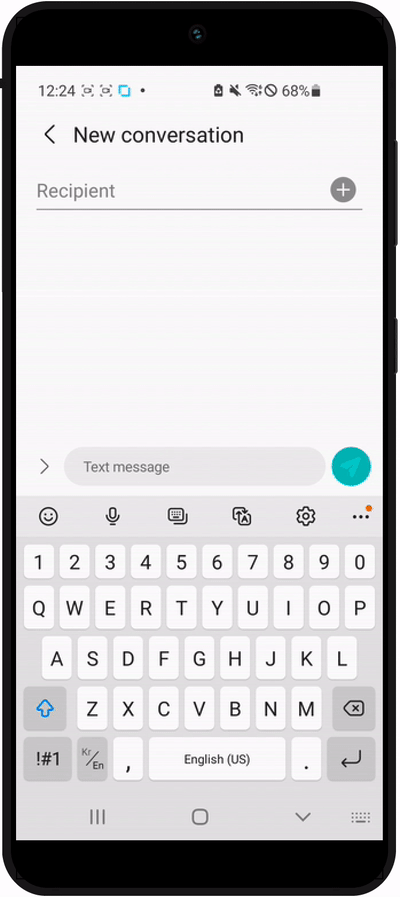 12:24 68%
New conversation
Recipient
Text message
1 2 3 4 5 6 7 8 9 0
Q W E R T Y U I O P
A S D F G H J K L
Z X C V B N M
!#1 Kr/En , English (US) .